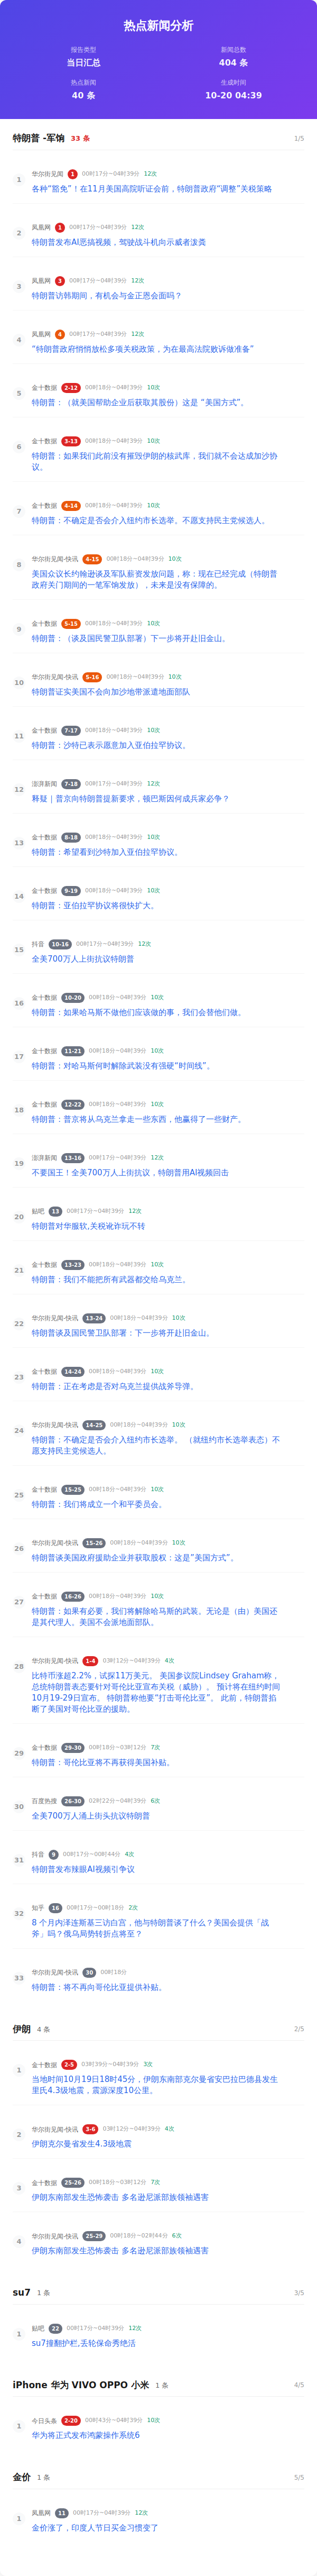 热点新闻分析
报告类型
当日汇总
新闻总数
404 条
热点新闻
40 条
生成时间
10-20 04:39
特朗普 -军饷 33 条 1/5
1
华尔街见闻 1 00时17分~04时39分 12次
各种“豁免”！在11月美国高院听证会前，特朗普政府“调整”关税策略
2
凤凰网 1 00时17分~04时39分 12次
特朗普发布AI恶搞视频，驾驶战斗机向示威者泼粪
3
凤凰网 3 00时17分~04时39分 12次
特朗普访韩期间，有机会与金正恩会面吗？
4
凤凰网 4 00时17分~04时39分 12次
“特朗普政府悄悄放松多项关税政策，为在最高法院败诉做准备”
5
金十数据 2-12 00时18分~04时39分 10次
特朗普：（就美国帮助企业后获取其股份）这是 “美国方式”。
6
金十数据 3-13 00时18分~04时39分 10次
特朗普：如果我们此前没有摧毁伊朗的核武库，我们就不会达成加沙协
议。
7
金十数据 4-14 00时18分~04时39分 10次
特朗普：不确定是否会介入纽约市长选举。不愿支持民主党候选人。
8
华尔街见闻-快讯 4-15 00时18分~04时39分 10次
美国众议长约翰逊谈及军队薪资发放问题，称：现在已经完成（特朗普
政府关门期间的一笔军饷发放），未来是没有保障的。
9
金十数据 5-15 00时18分~04时39分 10次
特朗普：（谈及国民警卫队部署）下一步将开赴旧金山。
10
华尔街见闻-快讯 5-16 00时18分~04时39分 10次
特朗普证实美国不会向加沙地带派遣地面部队
11
金十数据 7-17 00时18分~04时39分 10次
特朗普：沙特已表示愿意加入亚伯拉罕协议。
12
澎湃新闻 7-18 00时17分~04时39分 12次
释疑｜普京向特朗普提新要求，顿巴斯因何成兵家必争？
13
金十数据 8-18 00时18分~04时39分 10次
特朗普：希望看到沙特加入亚伯拉罕协议。
14
金十数据 9-19 00时18分~04时39分 10次
特朗普：亚伯拉罕协议将很快扩大。
15
抖音 10-16 00时17分~04时39分 12次
全美700万人上街抗议特朗普
16
金十数据 10-20 00时18分~04时39分 10次
特朗普：如果哈马斯不做他们应该做的事，我们会替他们做。
17
金十数据 11-21 00时18分~04时39分 10次
特朗普：对哈马斯何时解除武装没有强硬“时间线”。
18
金十数据 12-22 00时18分~04时39分 10次
特朗普：普京将从乌克兰拿走一些东西，他赢得了一些财产。
19
澎湃新闻 13-16 00时17分~04时39分 12次
不要国王！全美700万人上街抗议，特朗普用AI视频回击
20
贴吧 13 00时17分~04时39分 12次
特朗普对华服软,关税讹诈玩不转
21
金十数据 13-23 00时18分~04时39分 10次
特朗普：我们不能把所有武器都交给乌克兰。
22
华尔街见闻-快讯 13-24 00时18分~04时39分 10次
特朗普谈及国民警卫队部署：下一步将开赴旧金山。
23
金十数据 14-24 00时18分~04时39分 10次
特朗普：正在考虑是否对乌克兰提供战斧导弹。
24
华尔街见闻-快讯 14-25 00时18分~04时39分 10次
特朗普：不确定是否会介入纽约市长选举。 （就纽约市长选举表态）不
愿支持民主党候选人。
25
金十数据 15-25 00时18分~04时39分 10次
特朗普：我们将成立一个和平委员会。
26
华尔街见闻-快讯 15-26 00时18分~04时39分 10次
特朗普谈美国政府援助企业并获取股权：这是“美国方式”。
27
金十数据 16-26 00时18分~04时39分 10次
特朗普：如果有必要，我们将解除哈马斯的武装。无论是（由）美国还
是其代理人。美国不会派地面部队。
28
华尔街见闻-快讯 1-4 03时12分~04时39分 4次
比特币涨超2.2%，试探11万美元。 美国参议院Lindsey Graham称，
总统特朗普表态要针对哥伦比亚宣布关税（威胁）。 预计将在纽约时间
10月19日-29日宣布。 特朗普称他要“打击哥伦比亚”。 此前，特朗普掐
断了美国对哥伦比亚的援助。
29
金十数据 29-30 00时18分~03时12分 7次
特朗普：哥伦比亚将不再获得美国补贴。
30
百度热搜 26-30 02时22分~04时39分 6次
全美700万人涌上街头抗议特朗普
31
抖音 9 00时17分~00时44分 4次
特朗普发布辣眼AI视频引争议
32
知乎 16 00时17分~00时18分 2次
8 个月内泽连斯基三访白宫，他与特朗普谈了什么？美国会提供「战
斧」吗？俄乌局势转折点将至？
33
华尔街见闻-快讯 30 00时18分
特朗普：将不再向哥伦比亚提供补贴。
伊朗 4 条 2/5
1
金十数据 2-5 03时39分~04时39分 3次
当地时间10月19日18时45分，伊朗东南部克尔曼省安巴拉巴德县发生
里氏4.3级地震，震源深度10公里。
2
华尔街见闻-快讯 3-6 03时12分~04时39分 4次
伊朗克尔曼省发生4.3级地震
3
金十数据 25-26 00时18分~03时12分 7次
伊朗东南部发生恐怖袭击 多名逊尼派部族领袖遇害
4
华尔街见闻-快讯 25-29 00时18分~02时44分 6次
伊朗东南部发生恐怖袭击 多名逊尼派部族领袖遇害
su7 1 条 3/5
1
贴吧 22 00时17分~04时39分 12次
su7撞翻护栏,丢轮保命秀绝活
iPhone 华为 VIVO OPPO 小米 1 条 4/5
1
今日头条 2-20 00时43分~04时39分 10次
华为将正式发布鸿蒙操作系统6
金价 1 条 5/5
1
凤凰网 11 00时17分~04时39分 12次
金价涨了，印度人节日买金习惯变了